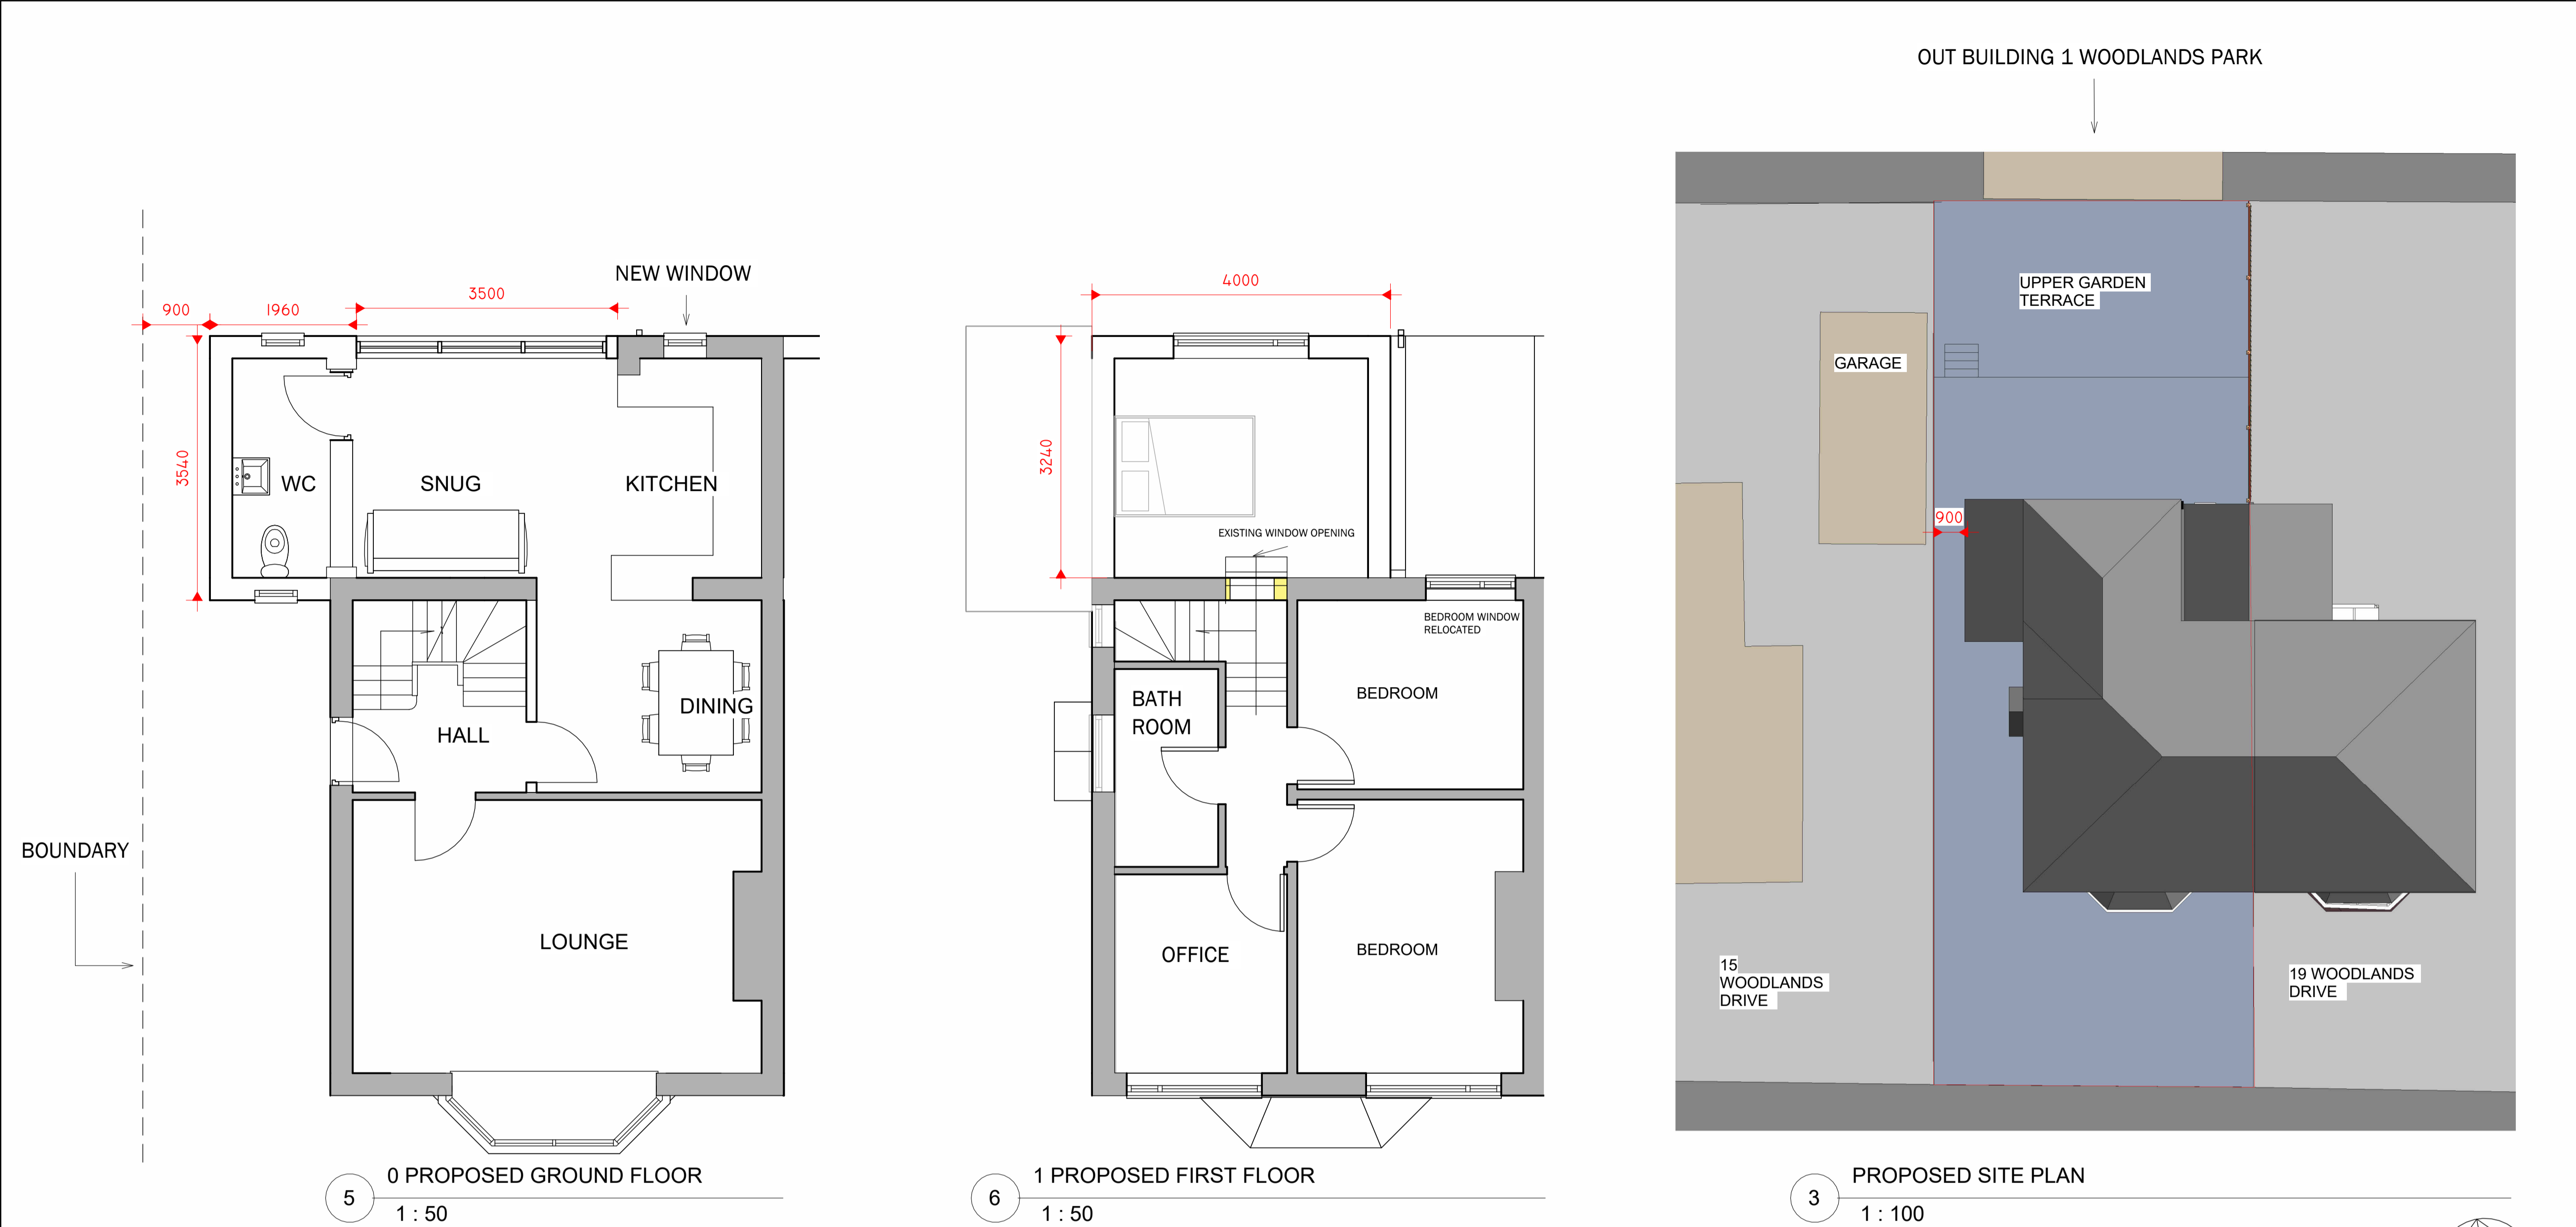 OUT BUILDING 1 WOODLANDS PARK
NEW WINDOW
900
1960
3500
3540
WC
SNUG
KITCHEN
HALL
DINING
BOUNDARY
LOUNGE
5
0 PROPOSED GROUND FLOOR
1 : 50
4000
3240
EXISTING WINDOW OPENING
BEDROOM WINDOW
RELOCATED
BATH
ROOM
BEDROOM
OFFICE
BEDROOM
6
1 PROPOSED FIRST FLOOR
1 : 50
UPPER GARDEN
TERRACE
GARAGE
900
15
WOODLANDS
DRIVE
19 WOODLANDS
DRIVE
3
PROPOSED SITE PLAN
1 : 100